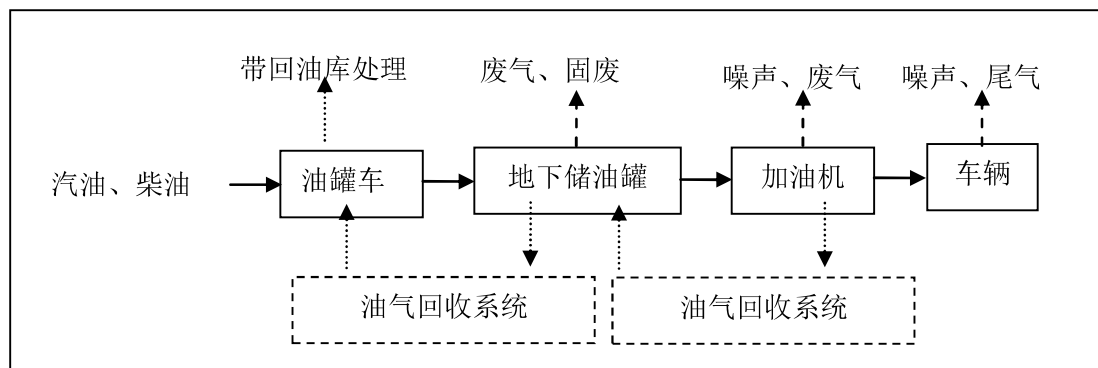 带回油库处理
废气、固废
噪声、废气
噪声、尾气
汽油、柴油
油罐车
地下储油罐
加油机
车辆
油气回收系统
油气回收系统